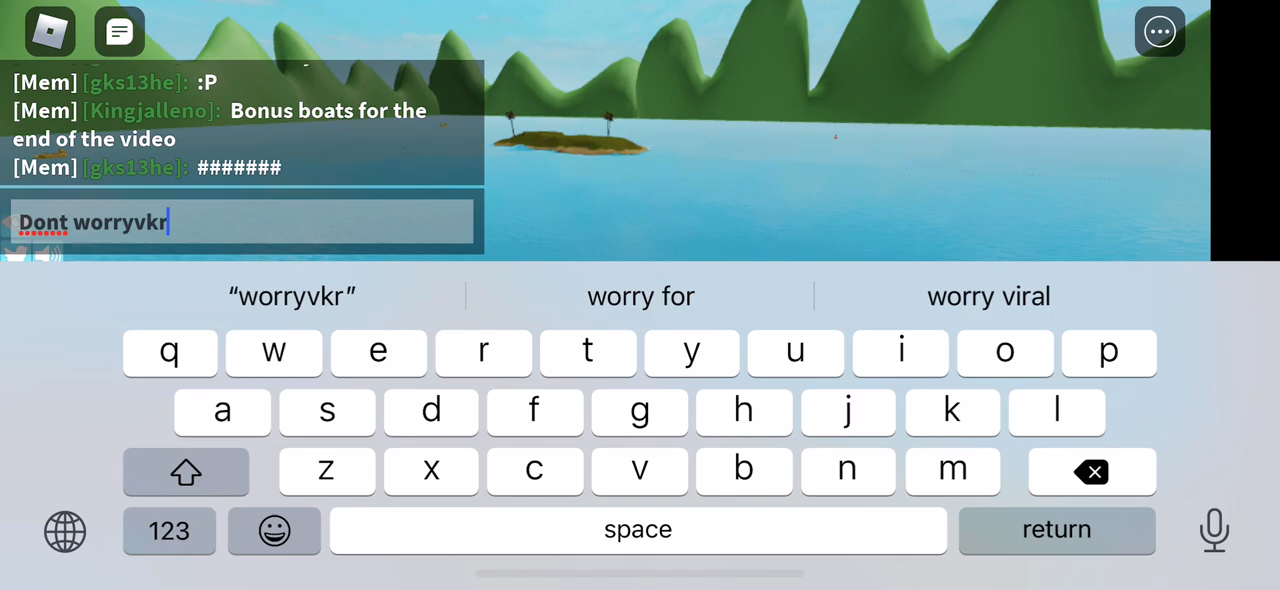 [Mem] [gks13he]: :P
[Mem] [Kingjalleno]: Bonus boats for the
end of the video
[Mem] [gks13he]: #######
Dont worryvkr
“worryvkr” worry for worry viral
q w e r t y u i o p
a s d f g h j k l
z x c v b n m
123 space return